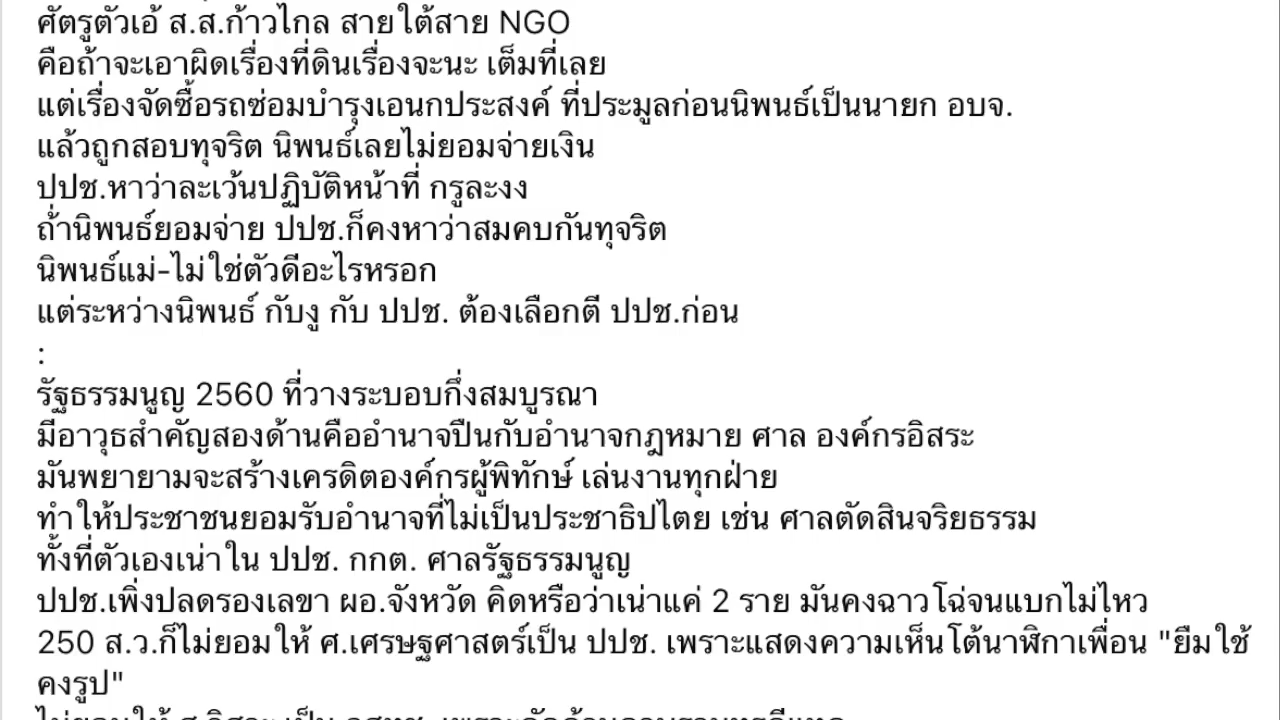 ศัตรูตัวเอ้ ส.ส.ก้าวไกล สายใต้สาย NGO
คือถ้าจะเอาผิดเรื่องที่ดินเรื่องจะนะ เต็มที่เลย
แต่เรื่องจัดซื้อรถซ่อมบำรุงเอนกประสงค์ ที่ประมูลก่อนนิพนธ์เป็นนายก อบจ.
แล้วถูกสอบทุจริต นิพนธ์เลยไม่ยอมจ่ายเงิน
ปปช.หาว่าละเว้นปฏิบัติหน้าที่ กรูละงง
ถ้านิพนธ์ยอมจ่าย ปปช.ก็คงหาว่าสมคบกันทุจริต
นิพนธ์แม่-ไม่ใช่ตัวดีอะไรหรอก
แต่ระหว่างนิพนธ์ กับงู กับ ปปช. ต้องเลือกตี ปปช.ก่อน
:
รัฐธรรมนูญ 2560 ที่วางระบอบกึ่งสมบูรณา
มีอาวุธสำคัญสองด้านคืออำนาจปืนกับอำนาจกฎหมาย ศาล องค์กรอิสระ
มันพยายามจะสร้างเครดิตองค์กรผู้พิทักษ์ เล่นงานทุกฝ่าย
ทำให้ประชาชนยอมรับอำนาจที่ไม่เป็นประชาธิปไตย เช่น ศาลตัดสินจริยธรรม
ทั้งที่ตัวเองเน่าใน ปปช. กกต. ศาลรัฐธรรมนูญ
ปปช.เพิ่งปลดรองเลขา ผอ.จังหวัด คิดหรือว่าเน่าแค่ 2 ราย มันคงฉาวโฉ่จนแบกไม่ไหว
250 ส.ว.ก็ไม่ยอมให้ ศ.เศรษฐศาสตร์เป็น ปปช. เพราะแสดงความเห็นโต้นาฬิกาเพื่อน "ยืมใช้
คงรูป"